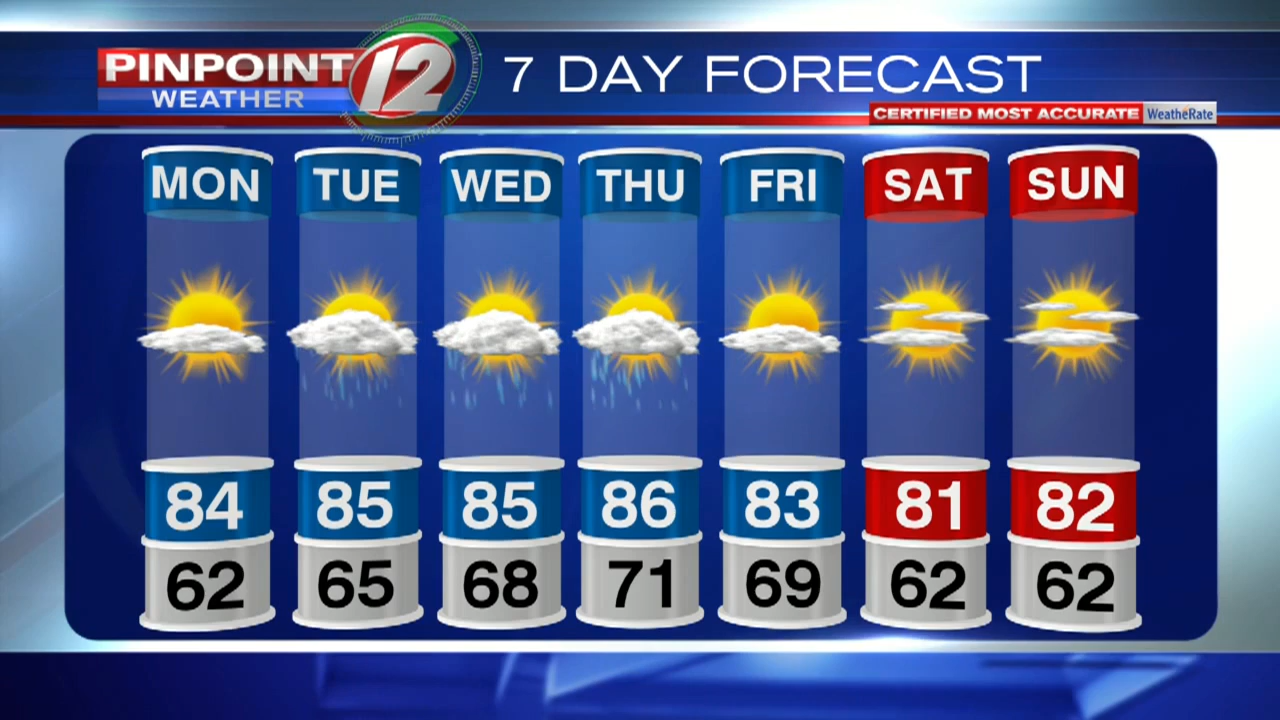 PINPOINT 12 7 DAY FORECAST
WEATHER
CERTIFIED MOST ACCURATE WeatheRate
MON TUE WED THU FRI SAT SUN
84 85 85 86 83 81 82
62 65 68 71 69 62 62